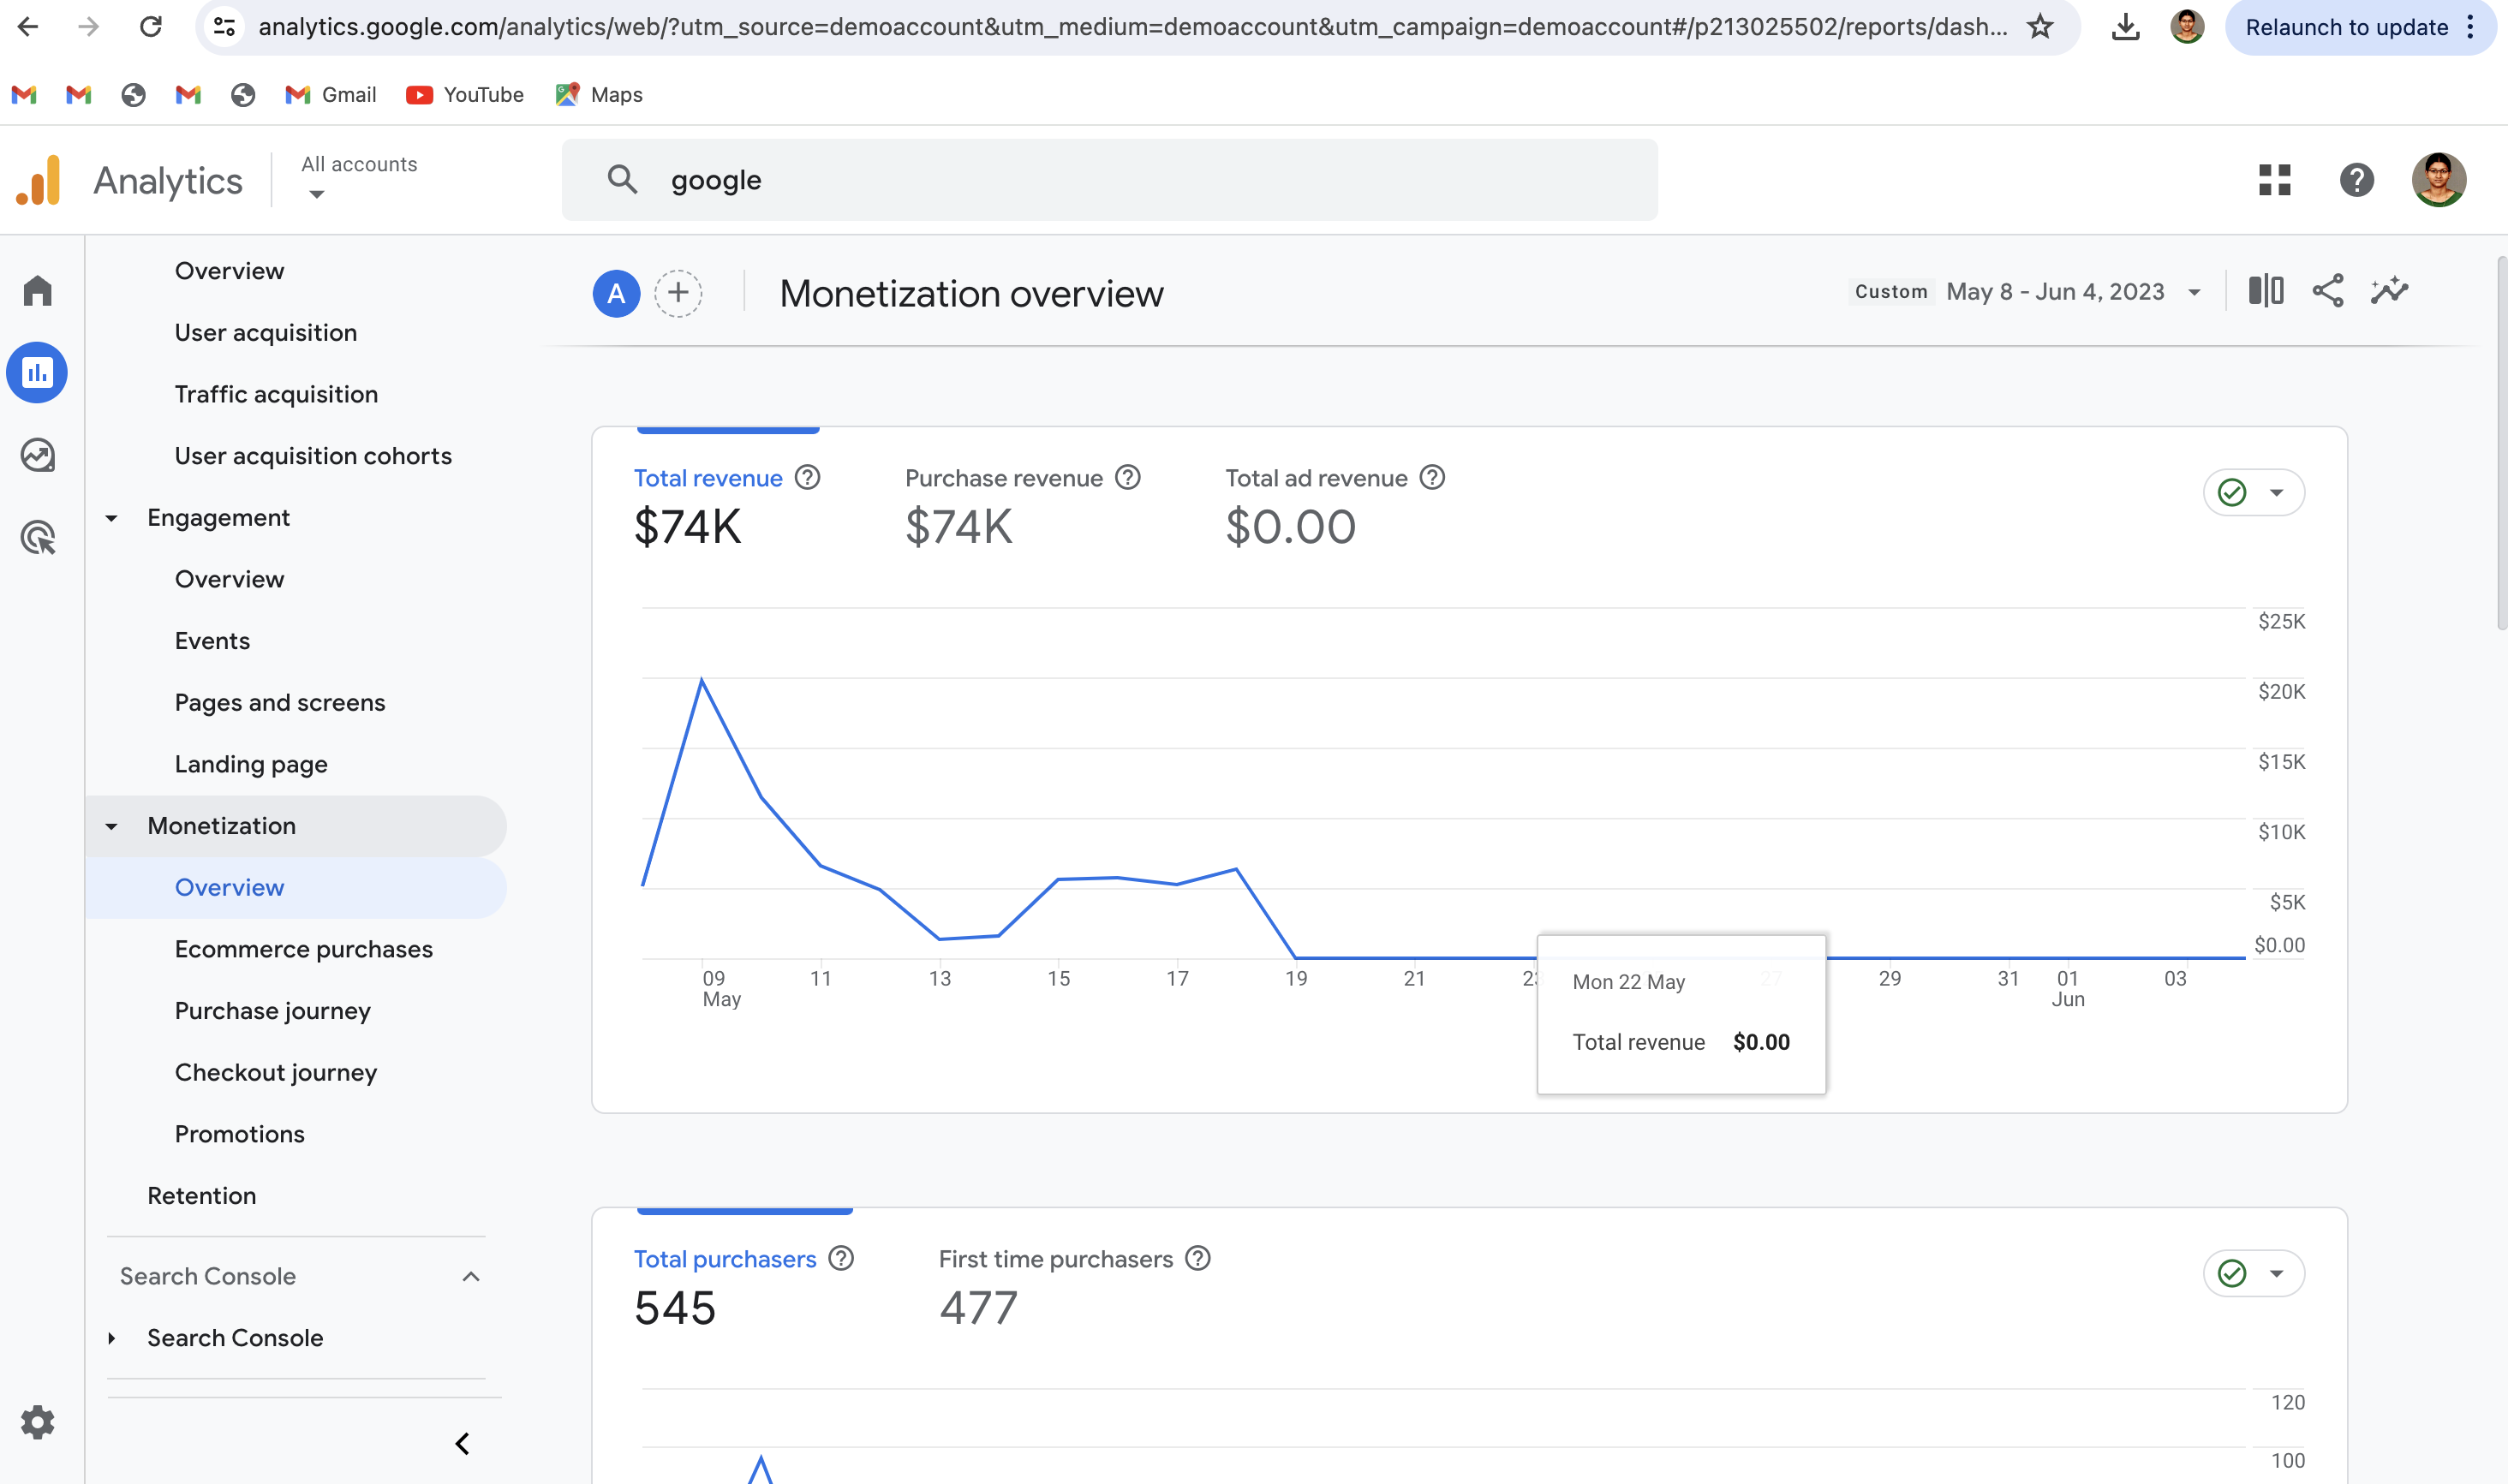 analytics.google.com/analytics/web/?utm_source=demoaccount&utm_medium=demoaccount&utm_campaign=demoaccount#/p213025502/reports/dash...
Relaunch to update
Gmail
YouTube
Maps
Analytics
All accounts
google
Overview
User acquisition
Traffic acquisition
User acquisition cohorts
Engagement
Overview
Events
Pages and screens
Landing page
Monetization
Overview
Ecommerce purchases
Purchase journey
Checkout journey
Promotions
Retention
Search Console
Search Console
A
Monetization overview
Custom May 8 - Jun 4, 2023
Total revenue
$74K
Purchase revenue
$74K
Total ad revenue
$0.00
$25K
$20K
$15K
$10K
$5K
$0.00
09 11 13 15 17 19 21 27 29 31 01 03
May Jun
Mon 22 May
Total revenue $0.00
Total purchasers
545
First time purchasers
477
120
100